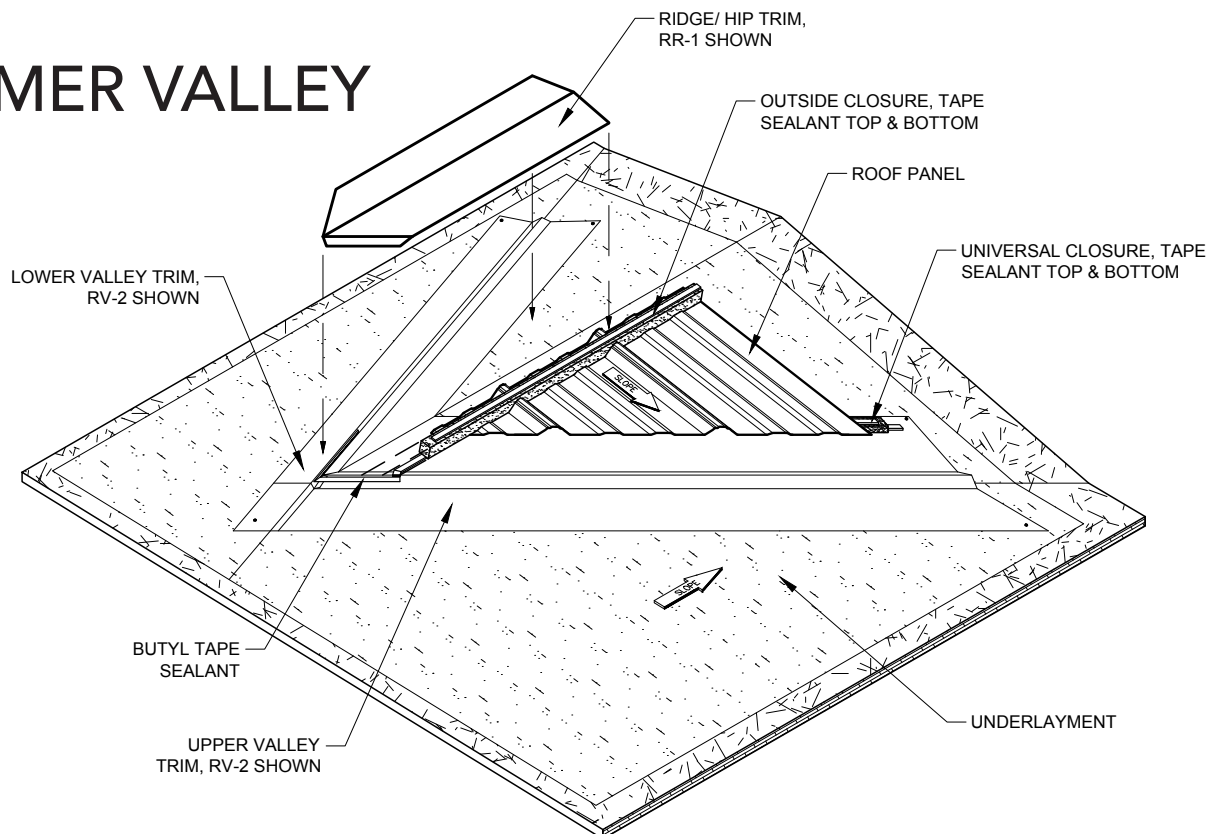 MER VALLEY
RIDGE/ HIP TRIM,
RR-1 SHOWN
OUTSIDE CLOSURE, TAPE
SEALANT TOP & BOTTOM
ROOF PANEL
UNIVERSAL CLOSURE, TAPE
SEALANT TOP & BOTTOM
LOWER VALLEY TRIM,
RV-2 SHOWN
SLOPE
SLOPE
BUTYL TAPE
SEALANT
UNDERLAYMENT
UPPER VALLEY
TRIM, RV-2 SHOWN